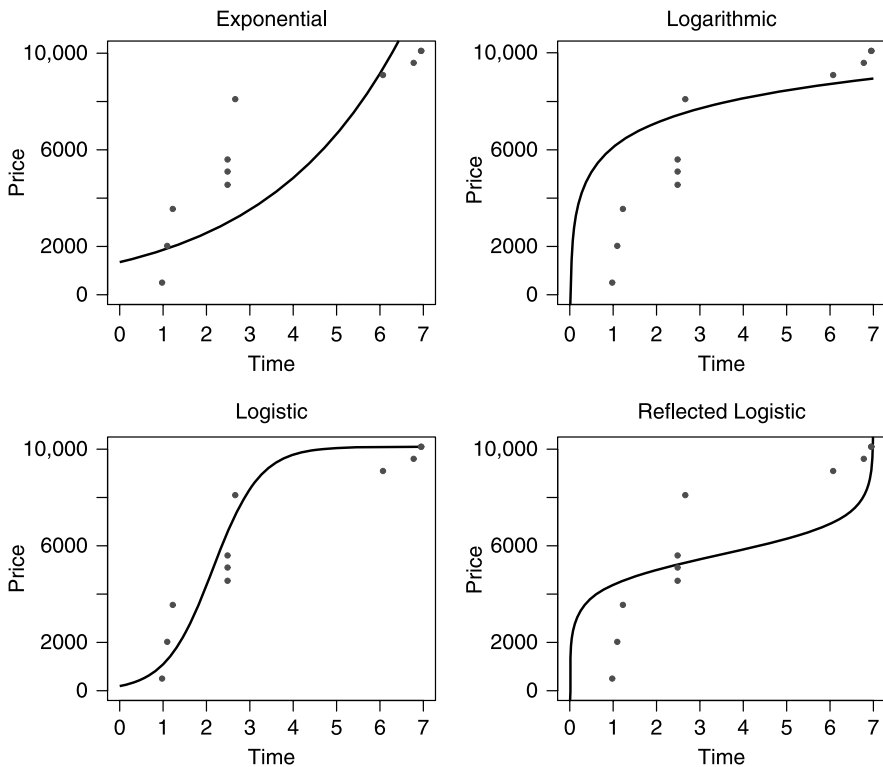 Exponential
10,000
6000
2000
0
Price
0 1 2 3 4 5 6 7
Time
Logarithmic
10,000
6000
2000
0
Price
0 1 2 3 4 5 6 7
Time
Logistic
10,000
6000
2000
0
Price
0 1 2 3 4 5 6 7
Time
Reflected Logistic
10,000
6000
2000
0
Price
0 1 2 3 4 5 6 7
Time